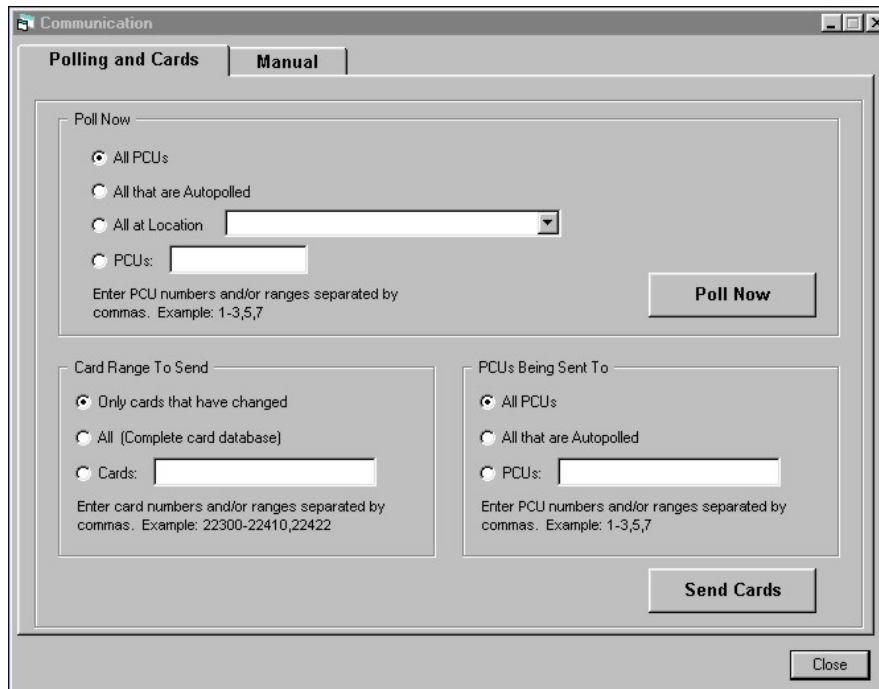 Communication
Polling and Cards
Manual
Poll Now
All PCUs
All that are Autopolled
All at Location
PCUs:
Enter PCU numbers and/or ranges separated by
commas. Example: 1-3,5,7
Poll Now
Card Range To Send
Only cards that have changed
All (Complete card database)
Cards:
Enter card numbers and/or ranges separated by
commas. Example: 22300-22410,22422
PCUs Being Sent To
All PCUs
All that are Autopolled
PCUs:
Enter PCU numbers and/or ranges separated by
commas. Example: 1-3,5,7
Send Cards
Close